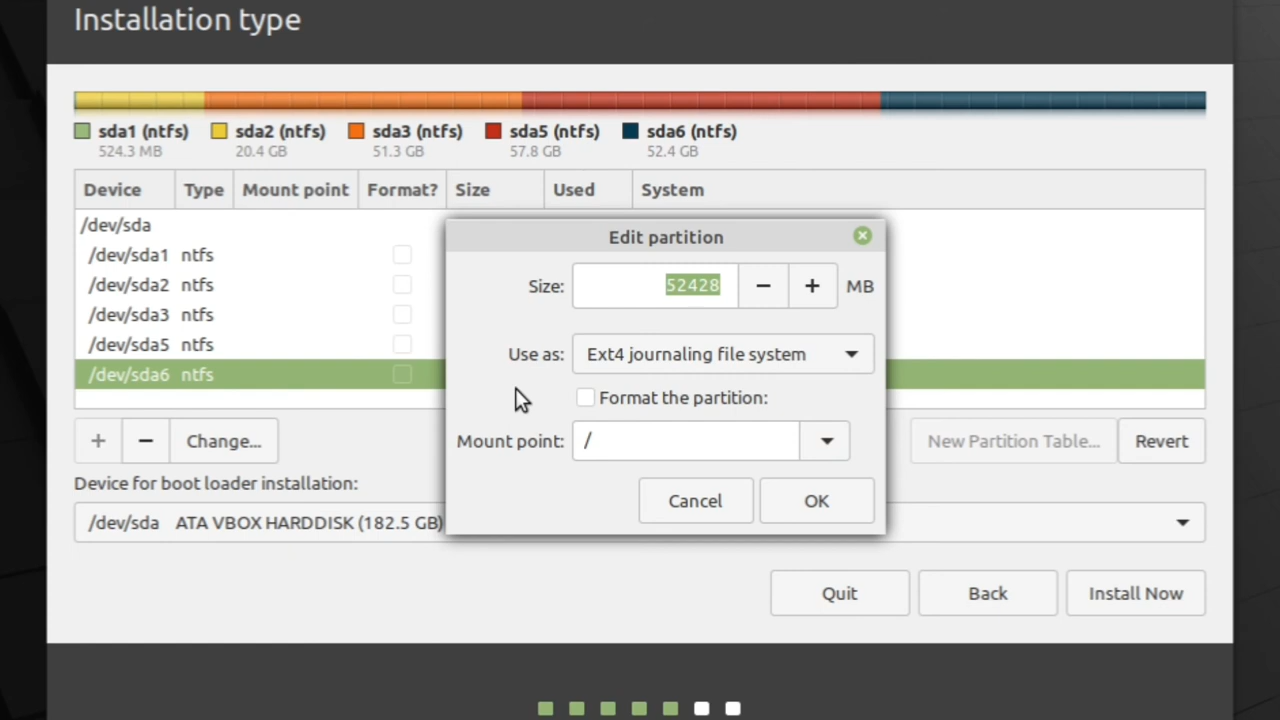 Installation type
sda1 (ntfs) sda2 (ntfs) sda3 (ntfs) sda5 (ntfs) sda6 (ntfs)
524.3 MB 20.4 GB 51.3 GB 57.8 GB 52.4 GB
Device Type Mount point Format? Size Used System
/dev/sda
/dev/sda1 ntfs
/dev/sda2 ntfs
/dev/sda3 ntfs
/dev/sda5 ntfs
/dev/sda6 ntfs
Edit partition
Size: 52428 − + MB
Use as: Ext4 journaling file system
Format the partition:
Mount point: /
Cancel OK
+ − Change... New Partition Table... Revert
Device for boot loader installation:
/dev/sda ATA VBOX HARDDISK (182.5 GB)
Quit Back Install Now